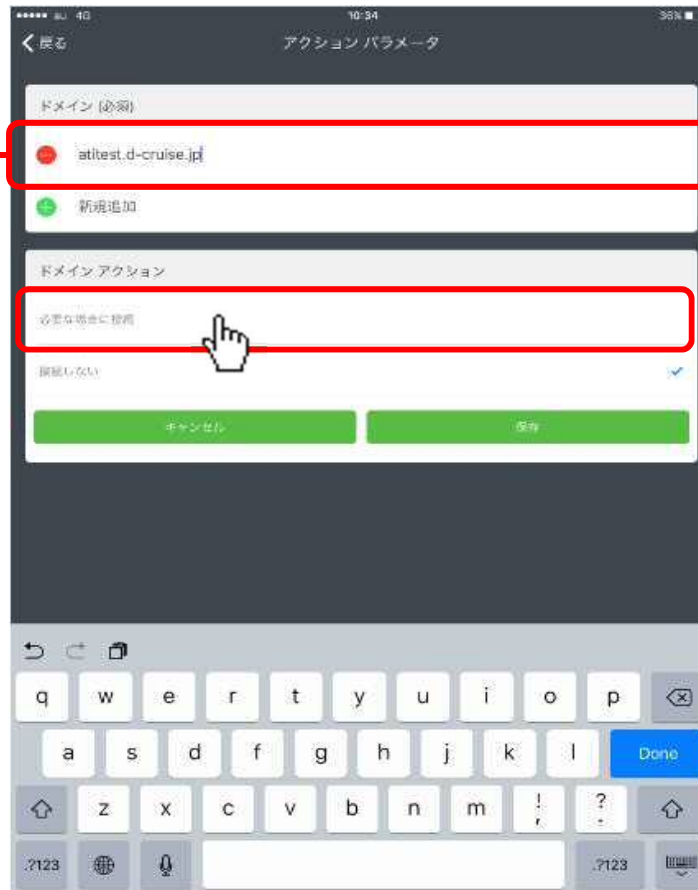 au 4G 10:34 36%
戻る アクション パラメータ
ドメイン (必須)
atitest.d-cruise.jp
新規追加
ドメイン アクション
必要な場合に接続
接続しない
キャンセル 保存
q w e r t y u i o p
a s d f g h j k l Done
z x c v b n m ! , ? .
.?123 .?123